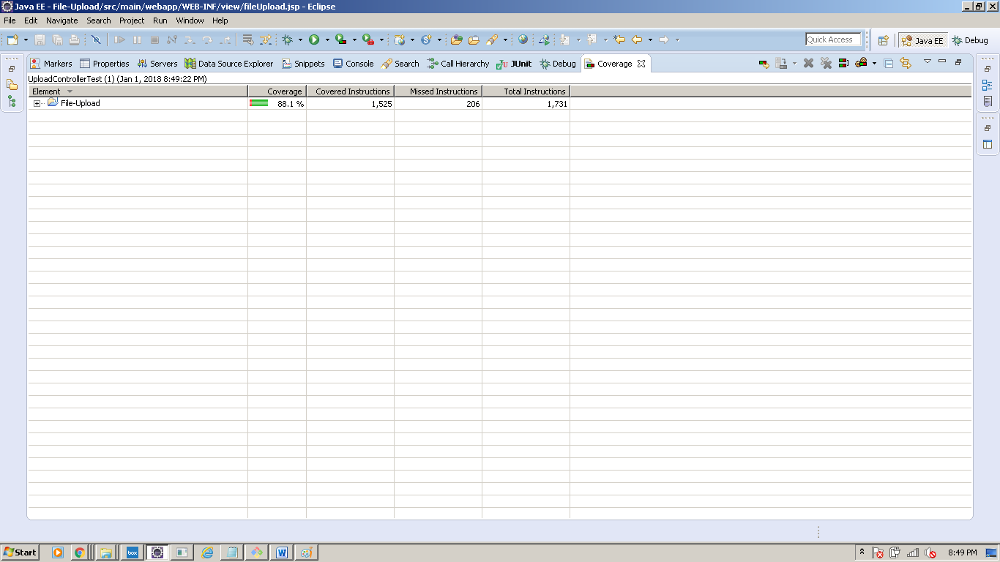 Java EE - File-Upload/src/main/webapp/WEB-INF/view/fileUpload.jsp - Eclipse
File Edit Navigate Search Project Run Window Help
Quick Access Java EE Debug
Markers Properties Servers Data Source Explorer Snippets Console Search Call Hierarchy JUnit Debug Coverage
UploadControllerTest (1) (Jan 1, 2018 8:49:22 PM)
Element Coverage Covered Instructions Missed Instructions Total Instructions
File-Upload 88.1 % 1,525 206 1,731
Start box W 8:49 PM